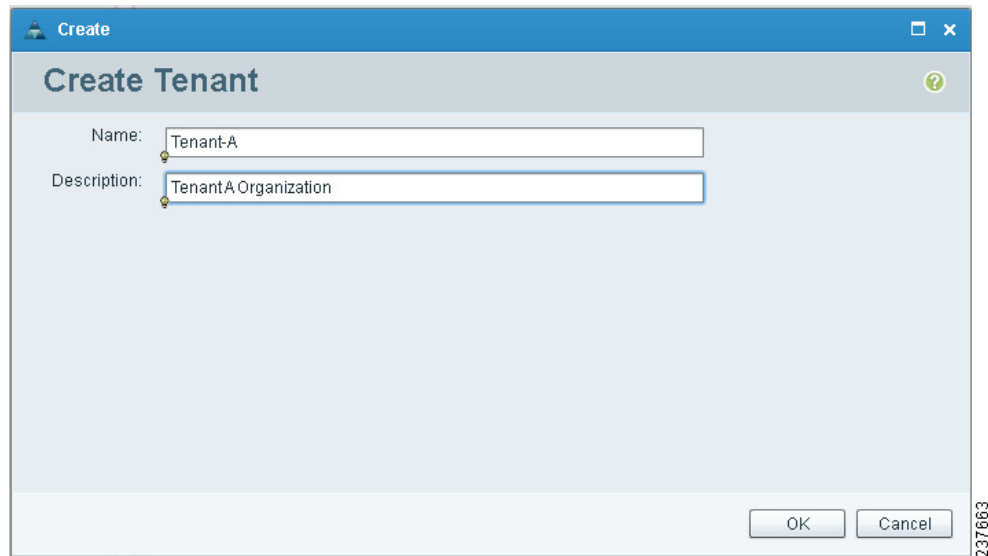 Create
Create Tenant
Name:
Tenant-A
Description:
Tenant A Organization
OK
Cancel
237663